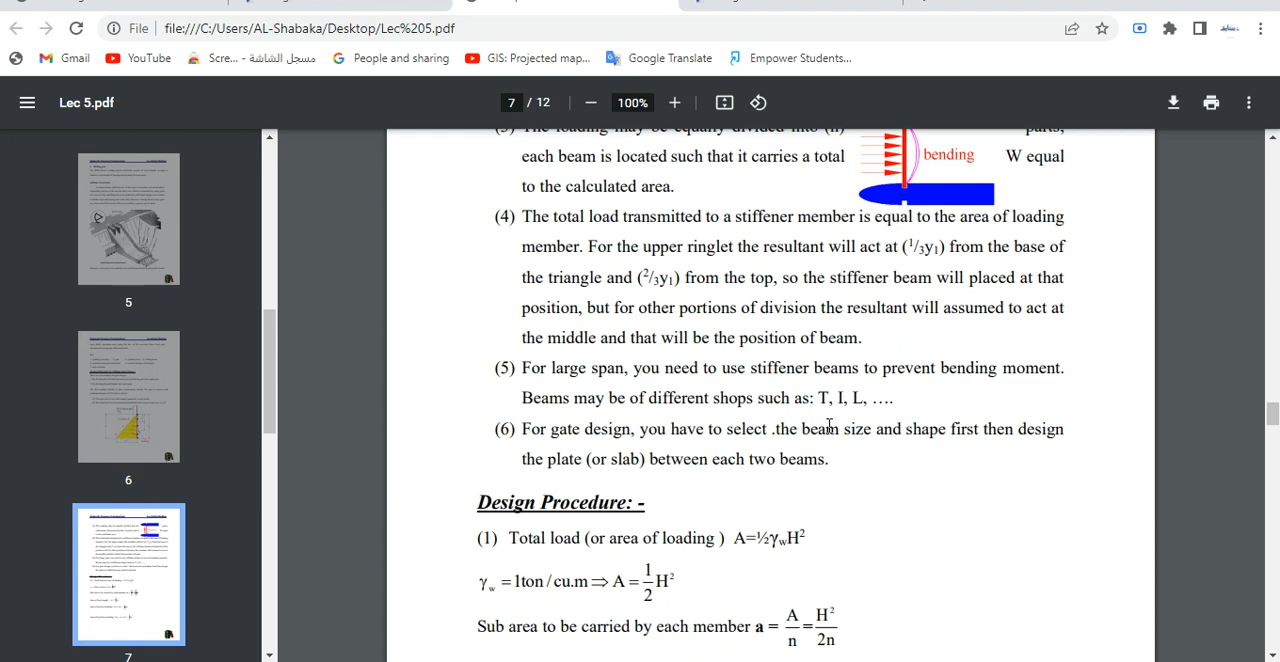 File
file:///C:/Users/AL-Shabaka/Desktop/Lec%205.pdf
Gmail YouTube Scre... - مسجل الشاشة People and sharing GIS: Projected map... Google Translate Empower Students...
Lec 5.pdf 7 / 12 100%
(3) The loading may be equally divided into (n) parts,
each beam is located such that it carries a total W equal
bending
to the calculated area.
(4) The total load transmitted to a stiffener member is equal to the area of loading
member. For the upper ringlet the resultant will act at (1/3y1) from the base of
the triangle and (2/3y1) from the top, so the stiffener beam will placed at that
position, but for other portions of division the resultant will assumed to act at
the middle and that will be the position of beam.
(5) For large span, you need to use stiffener beams to prevent bending moment.
Beams may be of different shops such as: T, I, L, ….
(6) For gate design, you have to select .the beam size and shape first then design
the plate (or slab) between each two beams.
Design Procedure: -
(1) Total load (or area of loading ) A=½γwH²
γw = 1ton / cu.m ⇒ A = 1/2 H²
Sub area to be carried by each member a = A/n = H²/2n
5
6
7